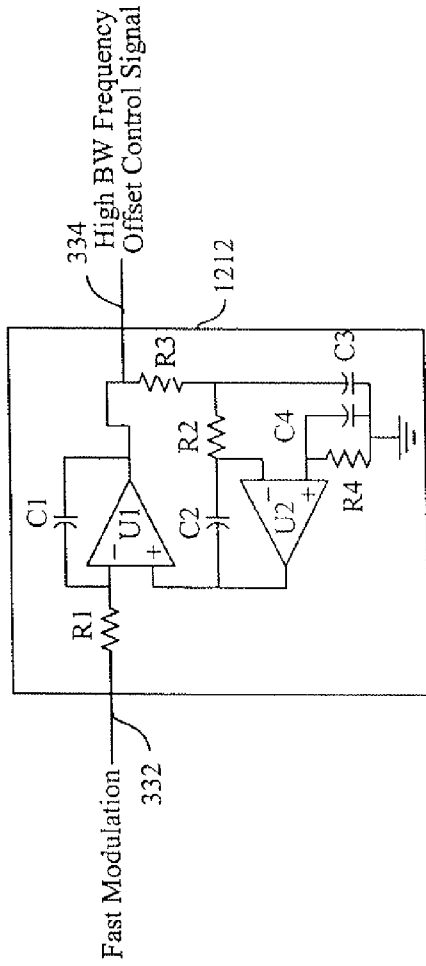 Fast Modulation
332
R1
C1
U1
−
+
C2
R2
R3
U2
−
+
R4
C4
C3
334
High BW Frequency
Offset Control Signal
1212